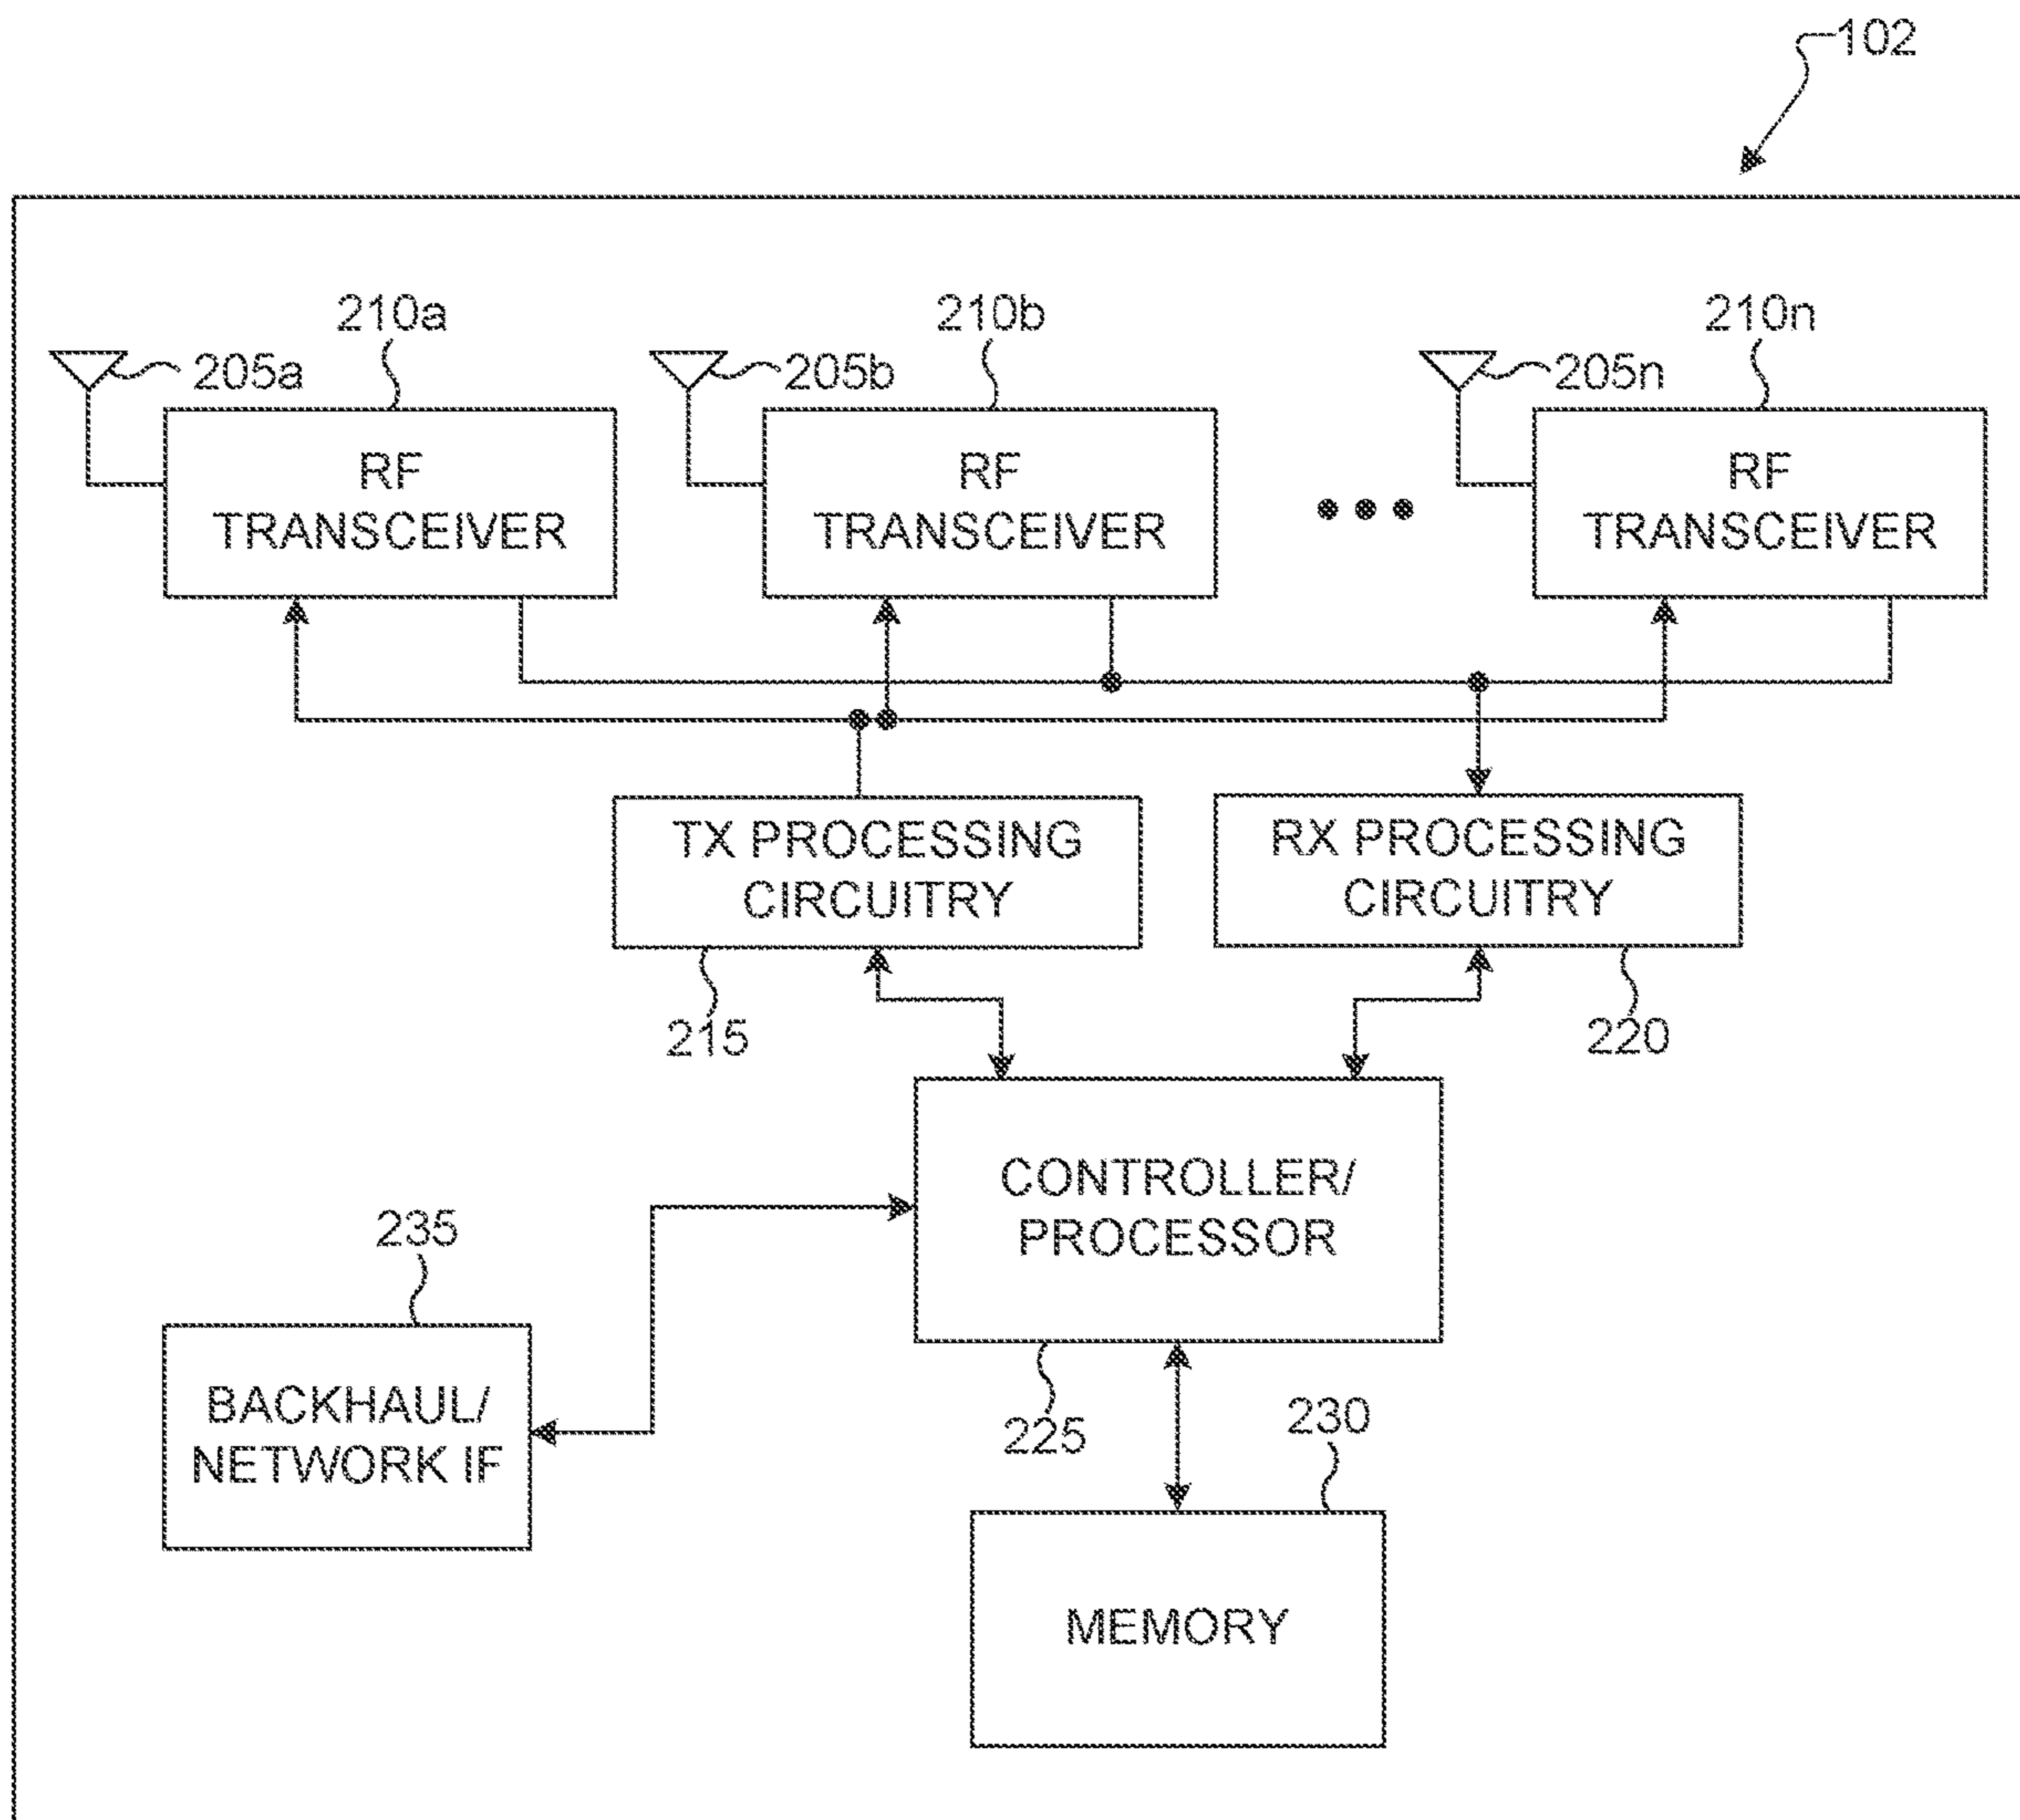 102
210a
210b
210n
205a
205b
205n
RF
TRANSCEIVER
RF
TRANSCEIVER
RF
TRANSCEIVER
TX PROCESSING
CIRCUITRY
RX PROCESSING
CIRCUITRY
215
220
CONTROLLER/
PROCESSOR
235
BACKHAUL/
NETWORK IF
225
230
MEMORY